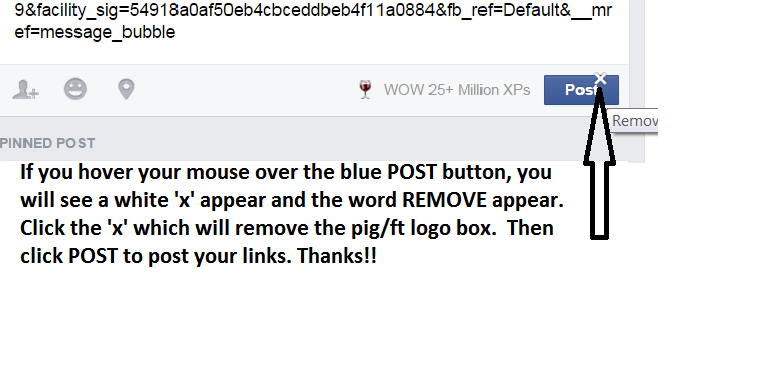 9&facility_sig=54918a0af50eb4cbceddbeb4f11a0884&fb_ref=Default&__mr
ef=message_bubble
WOW 25+ Million XPs
Post
Remov
PINNED POST
If you hover your mouse over the blue POST button, you
will see a white 'x' appear and the word REMOVE appear.
Click the 'x' which will remove the pig/ft logo box.  Then
click POST to post your links. Thanks!!